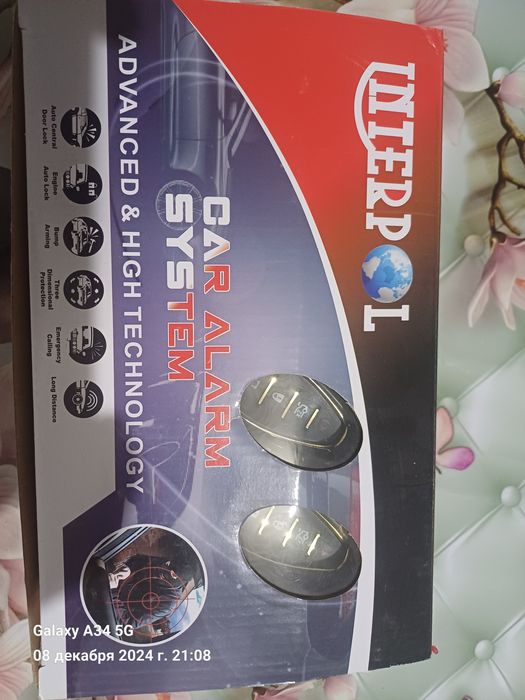 INTERPOL
CAR ALARM
SYSTEM
ADVANCED & HIGH TECHNOLOGY
Auto Central
Door Lock
Engine
Auto Lock
Bump
Arming
Three
Dimensional
Protection
Emergency
Calling
Long Distance
Galaxy A34 5G
08 декабря 2024 г. 21:08